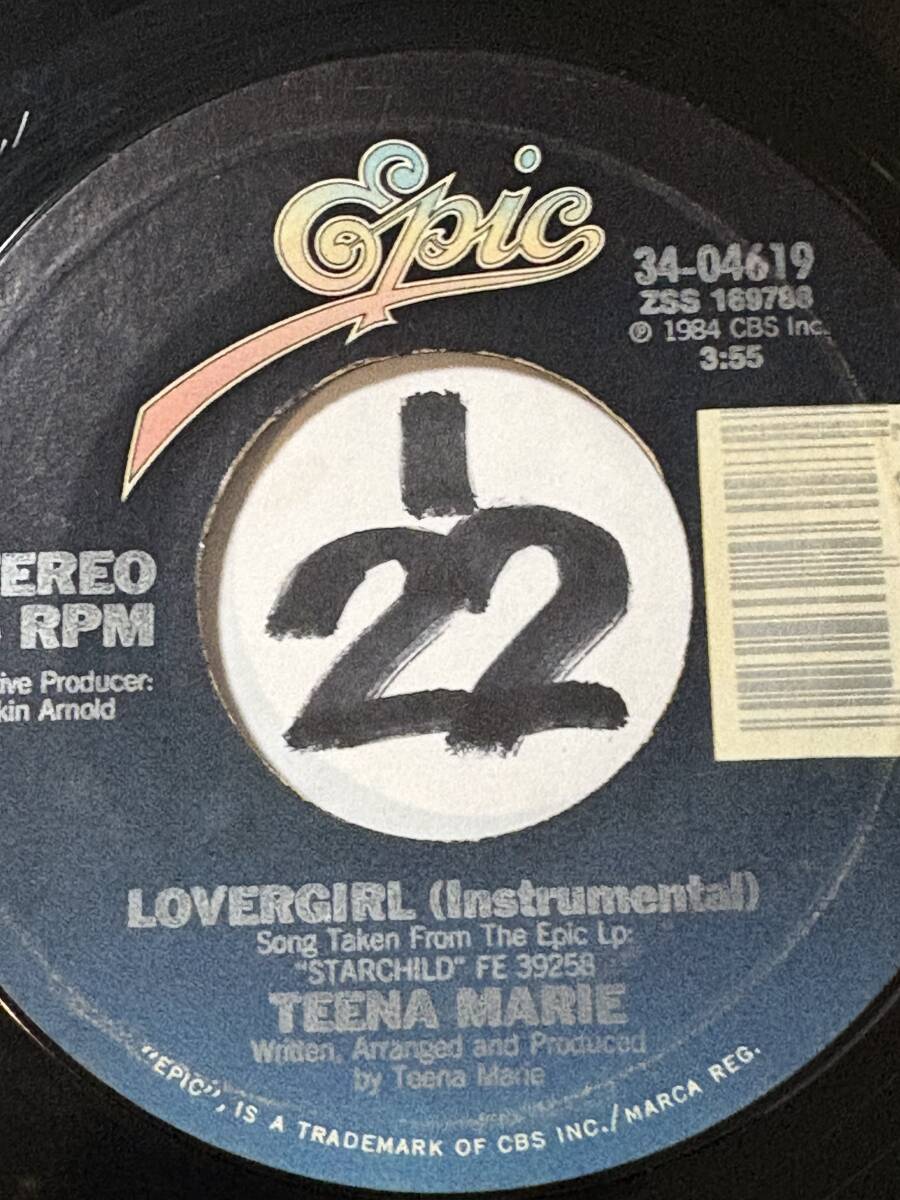 Epic
34-04619
ZSS 169788
℗ 1984 CBS Inc.
3:55
1
22
EREO
RPM
ive Producer:
kin Arnold
LOVERGIRL (Instrumental)
Song Taken From The Epic Lp:
"STARCHILD" FE 39258
TEENA MARIE
Written, Arranged and Produced
by Teena Marie
"EPIC", IS A TRADEMARK OF CBS INC./MARCA REG.